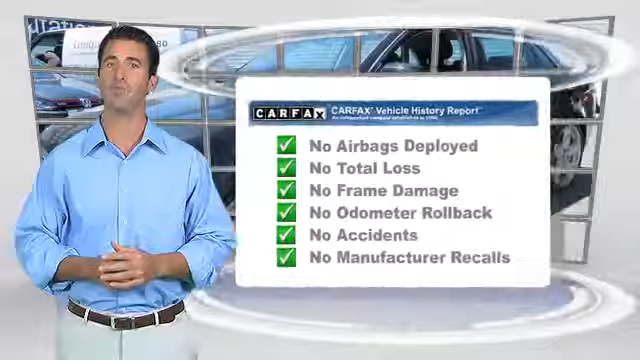 CARFAX CARFAX Vehicle History Report
No Airbags Deployed
No Total Loss
No Frame Damage
No Odometer Rollback
No Accidents
No Manufacturer Recalls